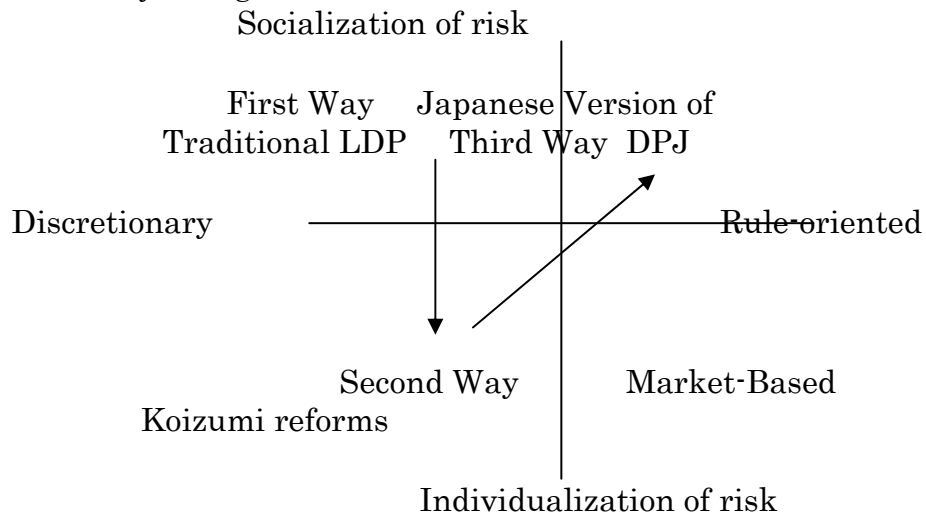 Socialization of risk
First Way Japanese Version of
Traditional LDP Third Way DPJ
Discretionary Rule-oriented
Second Way Market-Based
Koizumi reforms
Individualization of risk